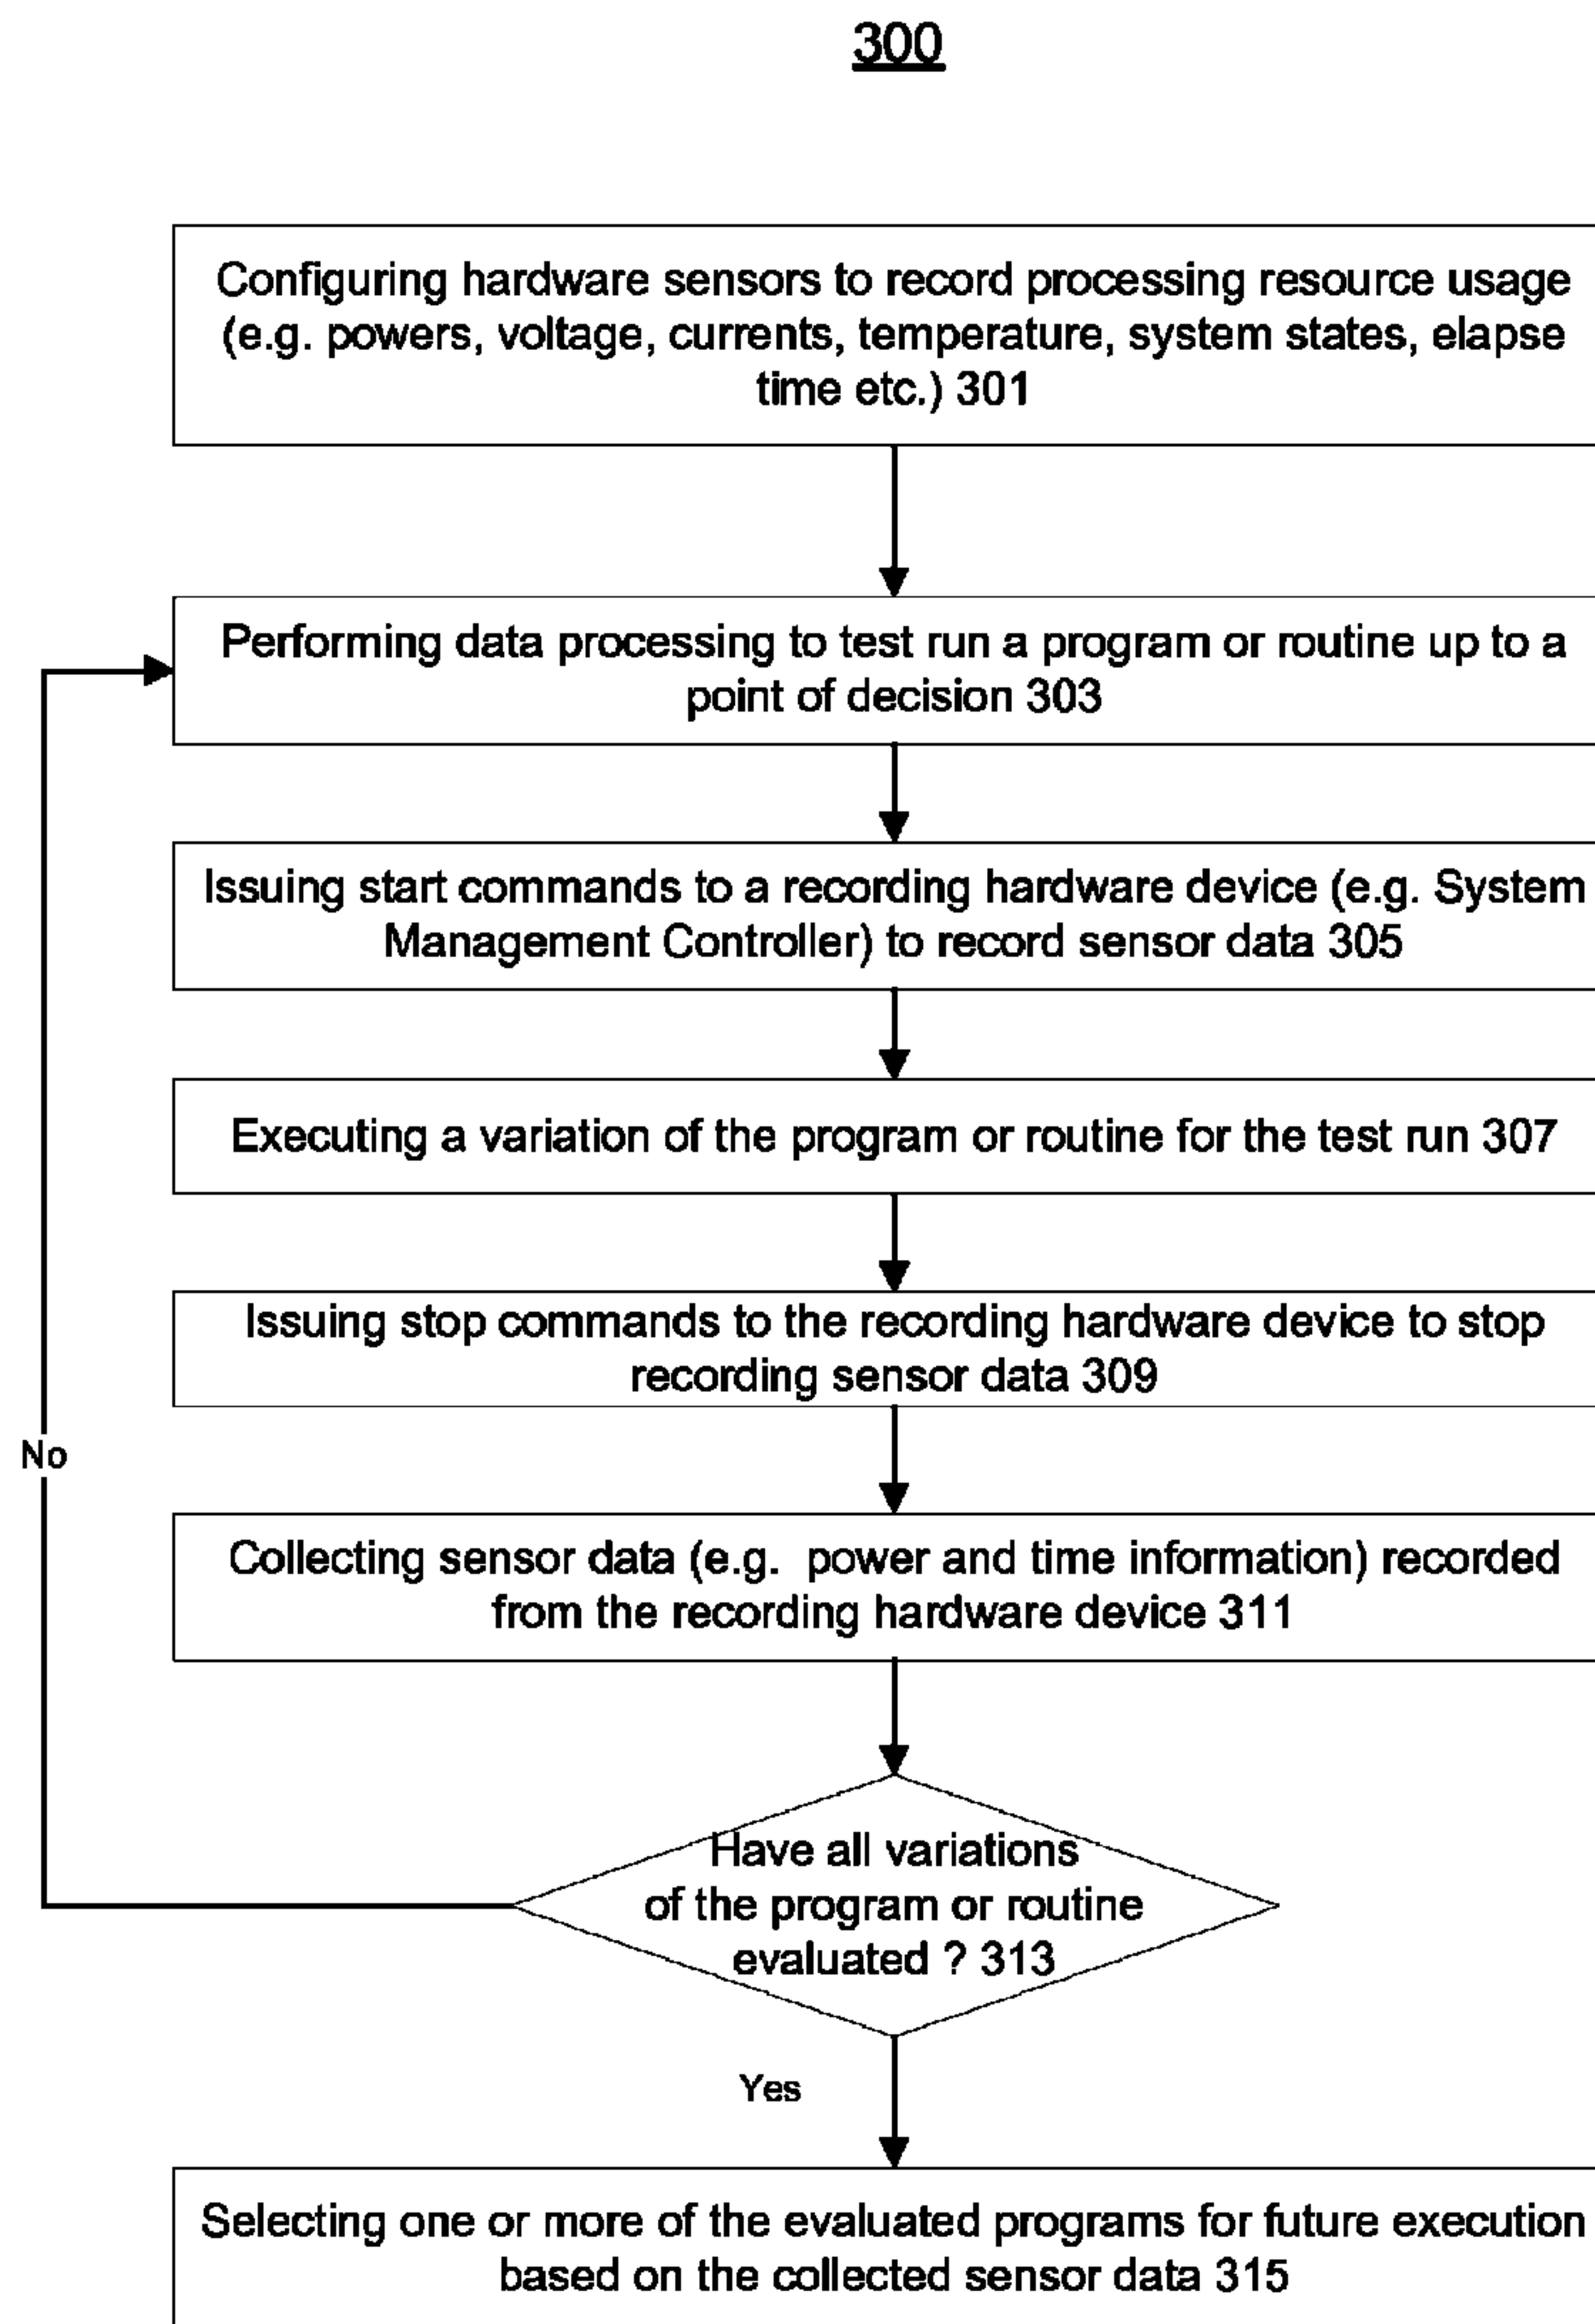 300
Configuring hardware sensors to record processing resource usage
(e.g. powers, voltage, currents, temperature, system states, elapse
time etc.) 301
Performing data processing to test run a program or routine up to a
point of decision 303
Issuing start commands to a recording hardware device (e.g. System
Management Controller) to record sensor data 305
Executing a variation of the program or routine for the test run 307
Issuing stop commands to the recording hardware device to stop
recording sensor data 309
No
Collecting sensor data (e.g. power and time information) recorded
from the recording hardware device 311
Have all variations
of the program or routine
evaluated ? 313
Yes
Selecting one or more of the evaluated programs for future execution
based on the collected sensor data 315